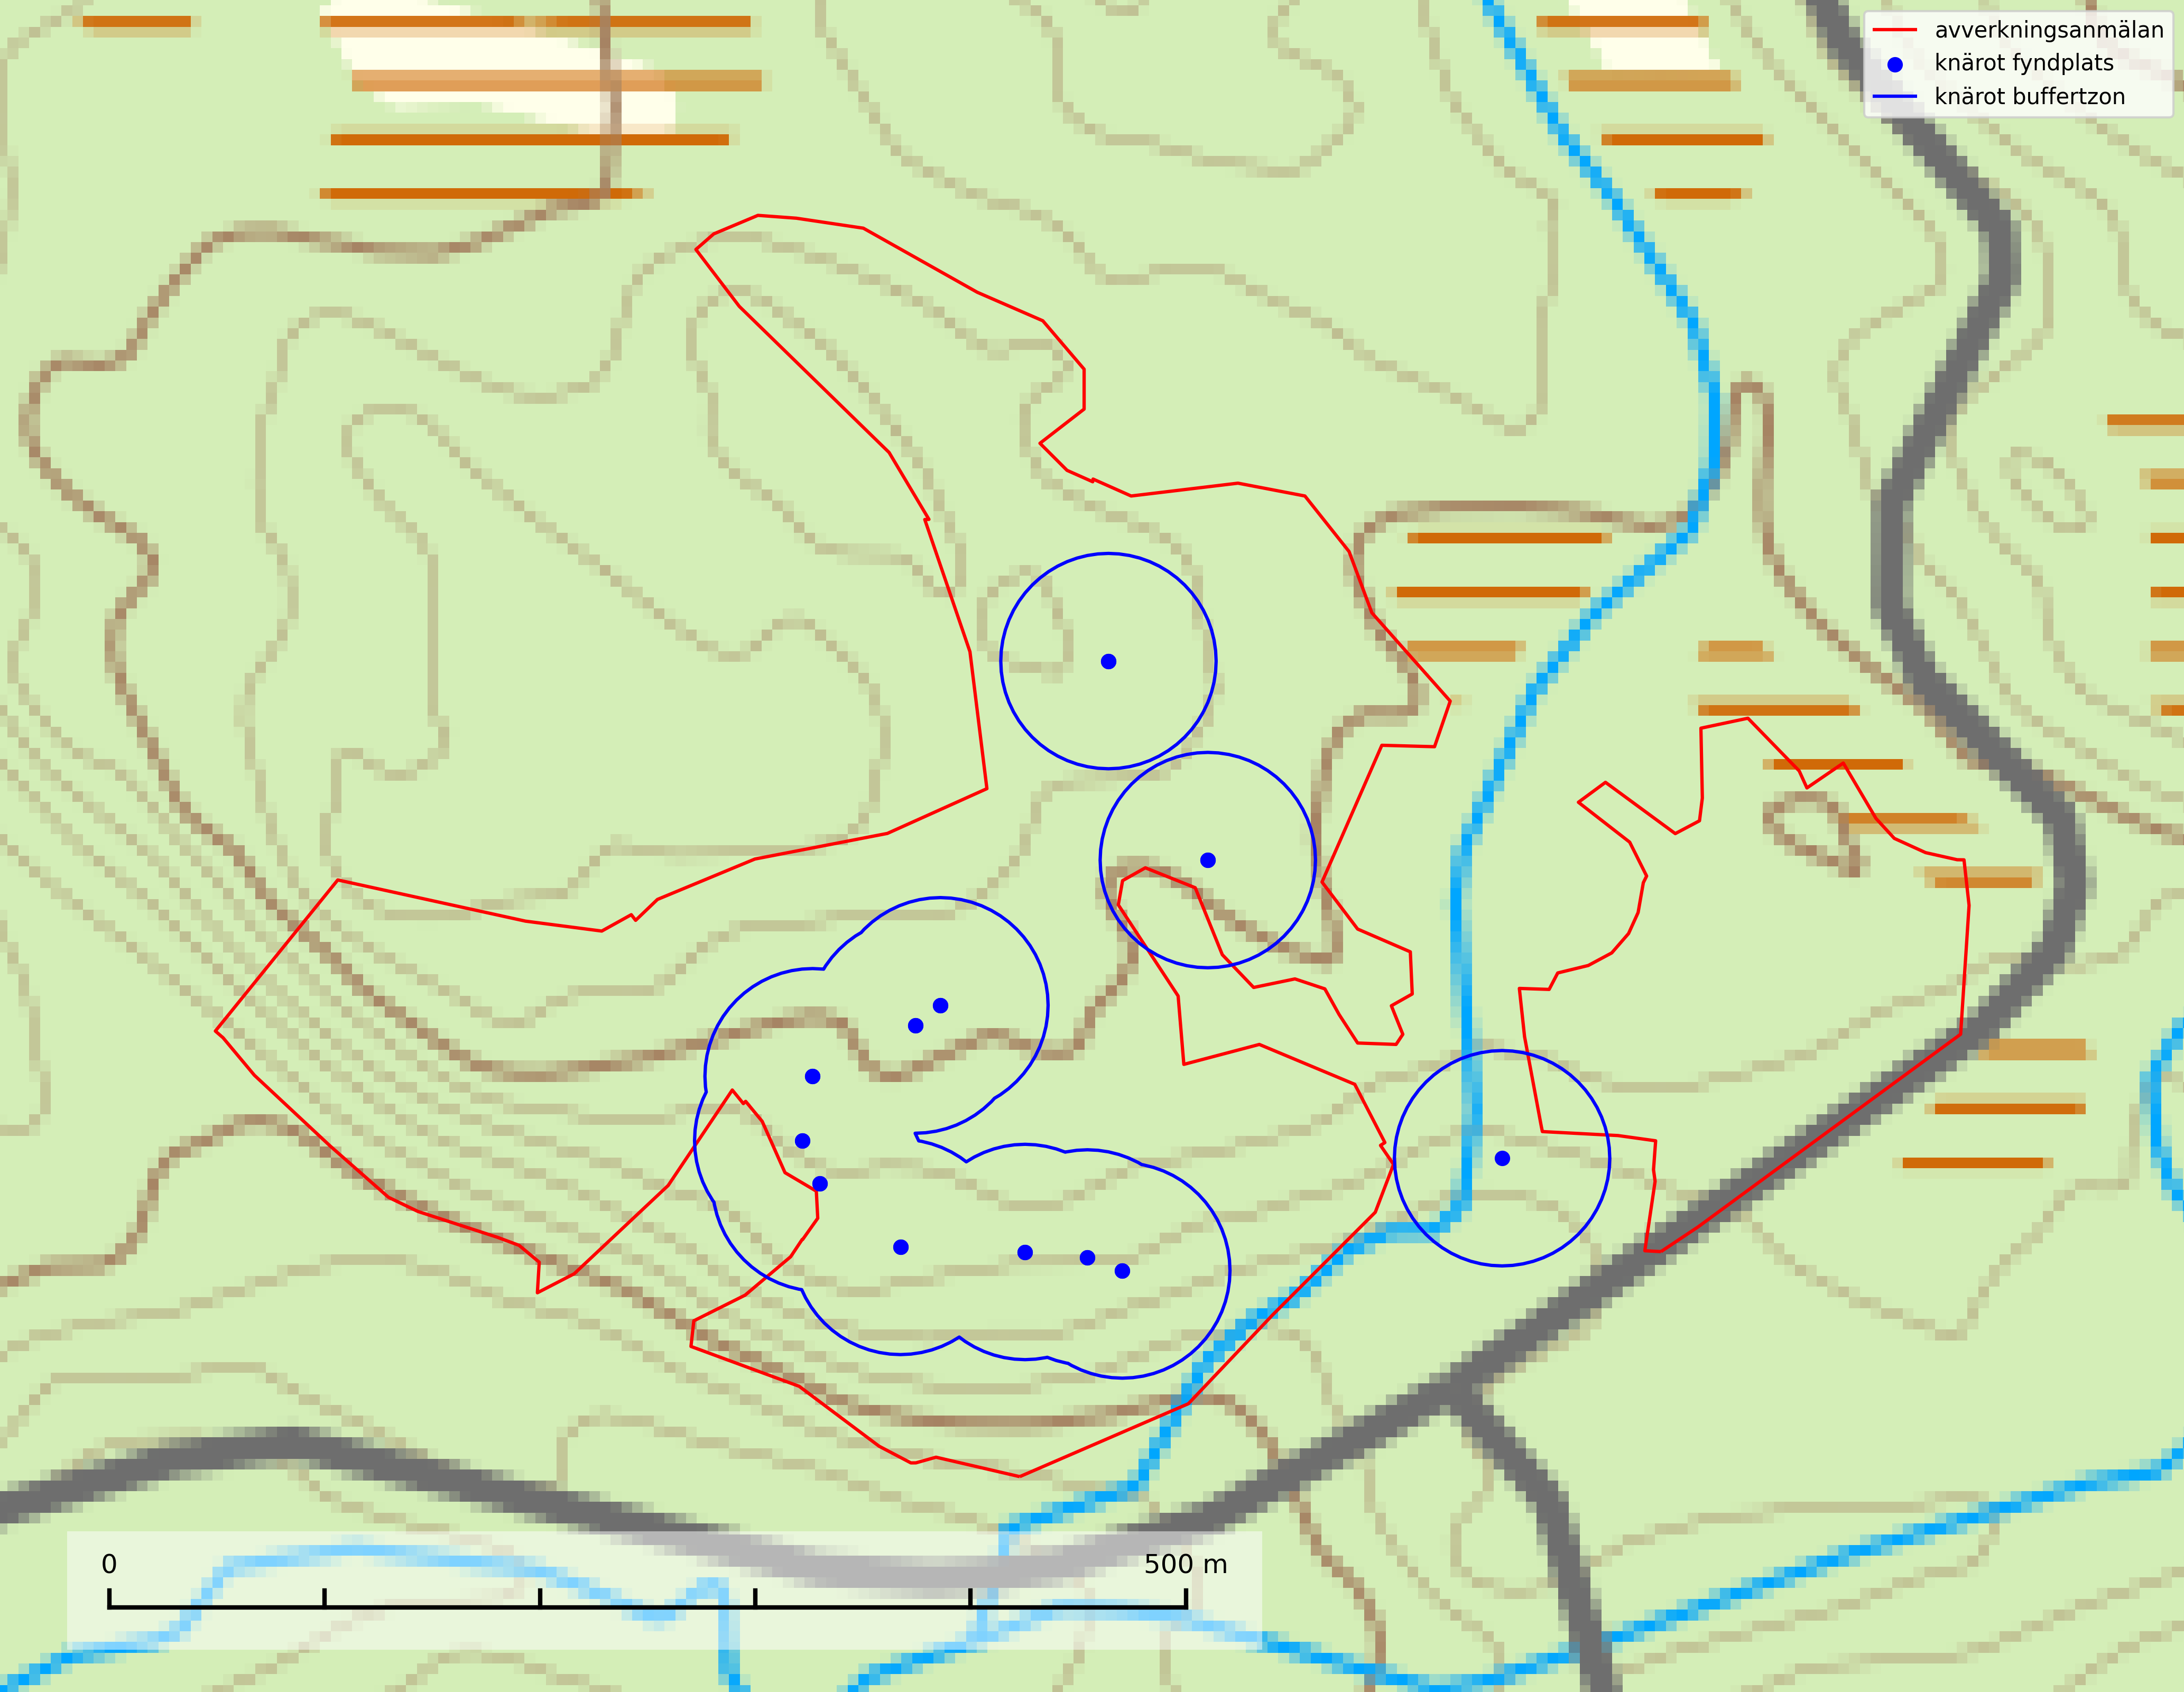 avverkningsanmälan
knärot fyndplats
knärot buffertzon
0
500 m